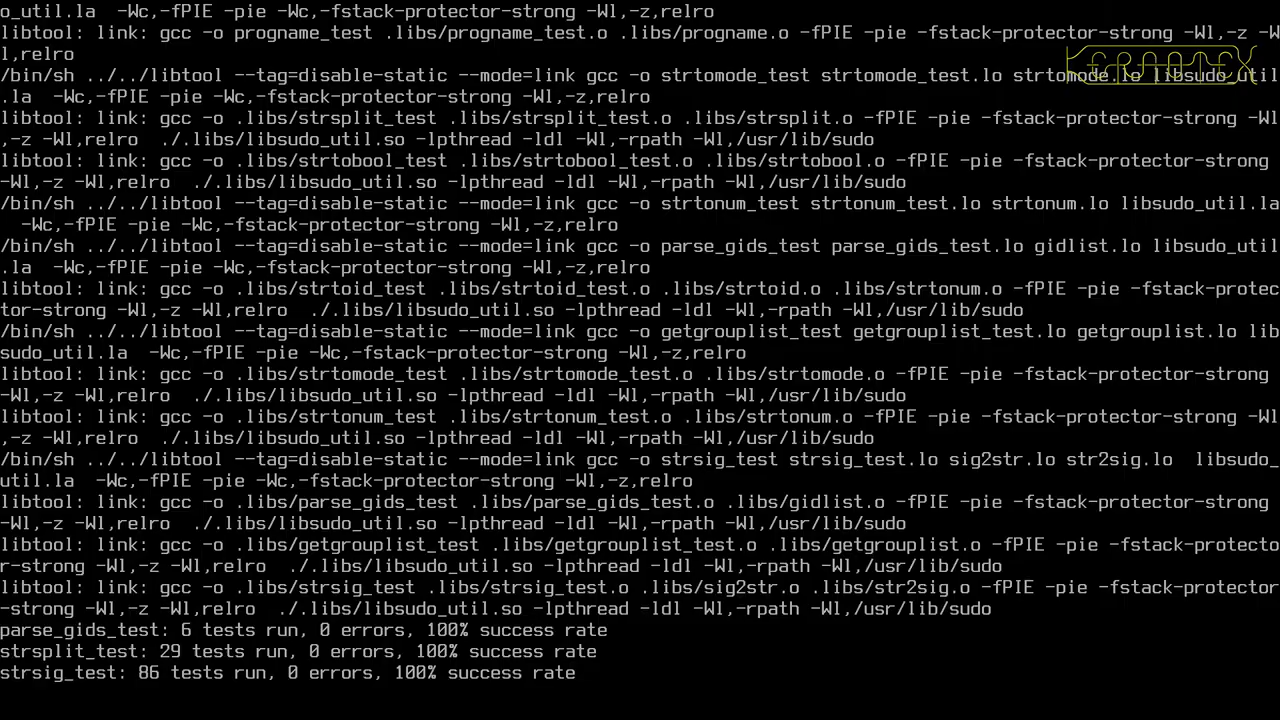 o_util.la  -Wc,-fPIE -pie -Wc,-fstack-protector-strong -Wl,-z,relro
libtool: link: gcc -o progname_test .libs/progname_test.o .libs/progname.o -fPIE -pie -fstack-protector-strong -Wl,-z -W
l,relro
KERNOTEX
/bin/sh ../../libtool --tag=disable-static --mode=link gcc -o strtomode_test strtomode_test.lo strtomode.lo libsudo_util
.la  -Wc,-fPIE -pie -Wc,-fstack-protector-strong -Wl,-z,relro
libtool: link: gcc -o .libs/strsplit_test .libs/strsplit_test.o .libs/strsplit.o -fPIE -pie -fstack-protector-strong -Wl
,-z -Wl,relro  ./.libs/libsudo_util.so -lpthread -ldl -Wl,-rpath -Wl,/usr/lib/sudo
libtool: link: gcc -o .libs/strtobool_test .libs/strtobool_test.o .libs/strtobool.o -fPIE -pie -fstack-protector-strong
-Wl,-z -Wl,relro  ./.libs/libsudo_util.so -lpthread -ldl -Wl,-rpath -Wl,/usr/lib/sudo
/bin/sh ../../libtool --tag=disable-static --mode=link gcc -o strtonum_test strtonum_test.lo strtonum.lo libsudo_util.la
  -Wc,-fPIE -pie -Wc,-fstack-protector-strong -Wl,-z,relro
/bin/sh ../../libtool --tag=disable-static --mode=link gcc -o parse_gids_test parse_gids_test.lo gidlist.lo libsudo_util
.la  -Wc,-fPIE -pie -Wc,-fstack-protector-strong -Wl,-z,relro
libtool: link: gcc -o .libs/strtoid_test .libs/strtoid_test.o .libs/strtoid.o .libs/strtonum.o -fPIE -pie -fstack-protec
tor-strong -Wl,-z -Wl,relro  ./.libs/libsudo_util.so -lpthread -ldl -Wl,-rpath -Wl,/usr/lib/sudo
/bin/sh ../../libtool --tag=disable-static --mode=link gcc -o getgrouplist_test getgrouplist_test.lo getgrouplist.lo lib
sudo_util.la  -Wc,-fPIE -pie -Wc,-fstack-protector-strong -Wl,-z,relro
libtool: link: gcc -o .libs/strtomode_test .libs/strtomode_test.o .libs/strtomode.o -fPIE -pie -fstack-protector-strong
-Wl,-z -Wl,relro  ./.libs/libsudo_util.so -lpthread -ldl -Wl,-rpath -Wl,/usr/lib/sudo
libtool: link: gcc -o .libs/strtonum_test .libs/strtonum_test.o .libs/strtonum.o -fPIE -pie -fstack-protector-strong -Wl
,-z -Wl,relro  ./.libs/libsudo_util.so -lpthread -ldl -Wl,-rpath -Wl,/usr/lib/sudo
/bin/sh ../../libtool --tag=disable-static --mode=link gcc -o strsig_test strsig_test.lo sig2str.lo str2sig.lo  libsudo_
util.la  -Wc,-fPIE -pie -Wc,-fstack-protector-strong -Wl,-z,relro
libtool: link: gcc -o .libs/parse_gids_test .libs/parse_gids_test.o .libs/gidlist.o -fPIE -pie -fstack-protector-strong
-Wl,-z -Wl,relro  ./.libs/libsudo_util.so -lpthread -ldl -Wl,-rpath -Wl,/usr/lib/sudo
libtool: link: gcc -o .libs/getgrouplist_test .libs/getgrouplist_test.o .libs/getgrouplist.o -fPIE -pie -fstack-protecto
r-strong -Wl,-z -Wl,relro  ./.libs/libsudo_util.so -lpthread -ldl -Wl,-rpath -Wl,/usr/lib/sudo
libtool: link: gcc -o .libs/strsig_test .libs/strsig_test.o .libs/sig2str.o .libs/str2sig.o -fPIE -pie -fstack-protector
-strong -Wl,-z -Wl,relro  ./.libs/libsudo_util.so -lpthread -ldl -Wl,-rpath -Wl,/usr/lib/sudo
parse_gids_test: 6 tests run, 0 errors, 100% success rate
strsplit_test: 29 tests run, 0 errors, 100% success rate
strsig_test: 86 tests run, 0 errors, 100% success rate